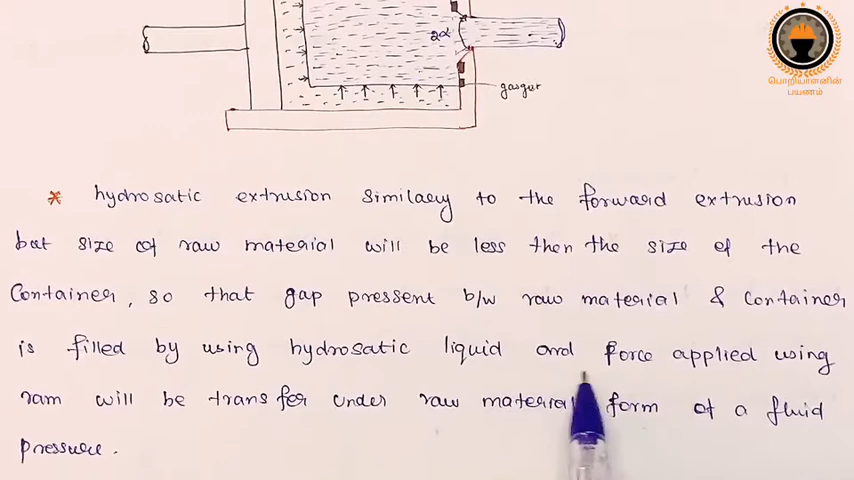 2α
gasget
பொறியாளனின்
பயணம்
* hydrosatic extrusion similaey to the forward extrusion
but size of raw material will be less then the size of the
Container, so that gap pressent b/w raw material & Container
is filled by using hydrosatic liquid and force applied using
ram will be transfer under raw material form of a fluid
pressure.